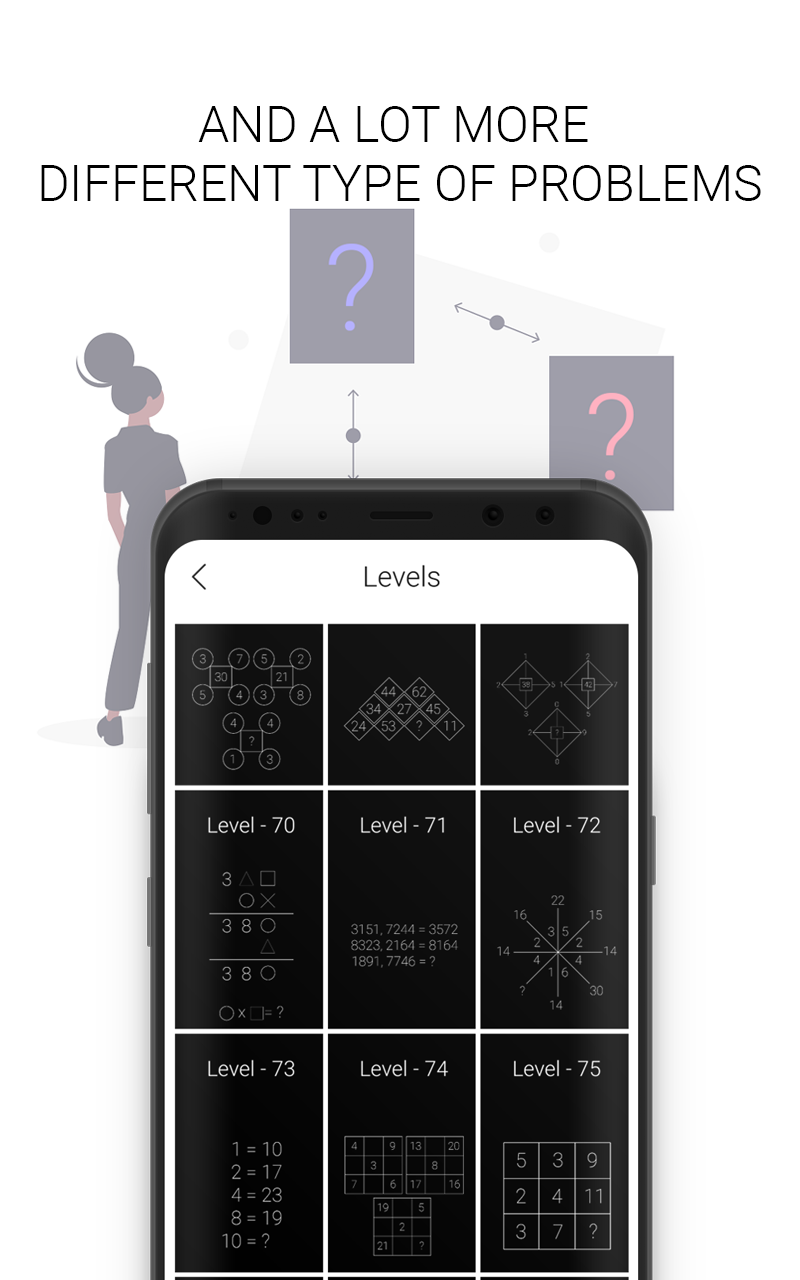 AND A LOT MORE
DIFFERENT TYPE OF PROBLEMS
?
?
Levels
3 7 5 2
30 21
5 4 3 8
4 4
?
1 3
44 62
34 27 45
24 53 ? 11
1 2
? 38 5 1 42 7
3 5
2 ? 9
0
Level - 70
3 △ □
○ ×
3 8 ○
△
3 8 ○
○ x □ = ?
Level - 71
3151, 7244 = 3572
8323, 2164 = 8164
1891, 7746 = ?
Level - 72
22
16 15
3 5
2 2
14 14
4 4
1 6
? 30
14
Level - 73
1 = 10
2 = 17
4 = 23
8 = 19
10 = ?
Level - 74
4 9 13 20
3 8
7 6 17 16
19 5
2
21 ?
Level - 75
5 3 9
2 4 11
3 7 ?